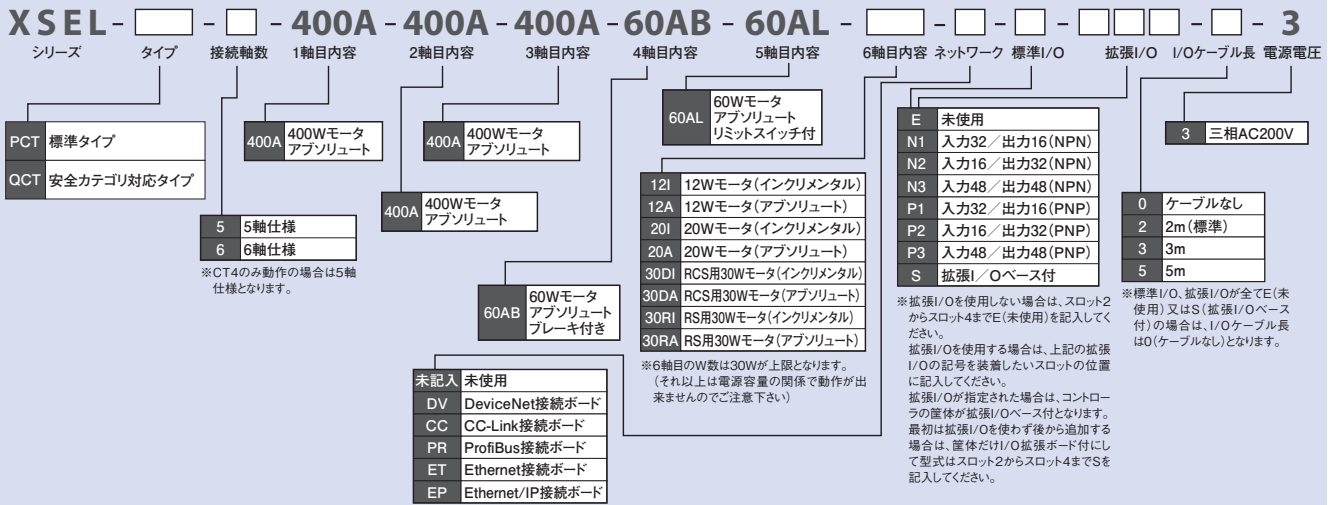 XSEL - - - 400A - 400A - 400A - 60AB - 60AL - - - - - 3
シリーズ タイプ 接続軸数 1軸目内容 2軸目内容 3軸目内容 4軸目内容 5軸目内容 6軸目内容 ネットワーク 標準I/O 拡張I/O I/Oケーブル長 電源電圧
PCT 標準タイプ
QCT 安全カテゴリ対応タイプ
5 5軸仕様
6 6軸仕様
※CT4のみ動作の場合は5軸
仕様となります。
400A 400Wモータ
アブソリュート
400A 400Wモータ
アブソリュート
400A 400Wモータ
アブソリュート
60AB 60Wモータ
アブソリュート
ブレーキ付き
60AL 60Wモータ
アブソリュート
リミットスイッチ付
12I 12Wモータ(インクリメンタル)
12A 12Wモータ(アブソリュート)
20I 20Wモータ(インクリメンタル)
20A 20Wモータ(アブソリュート)
30DI RCS用30Wモータ(インクリメンタル)
30DA RCS用30Wモータ(アブソリュート)
30RI RS用30Wモータ(インクリメンタル)
30RA RS用30Wモータ(アブソリュート)
※6軸目のW数は30Wが上限となります。
(それ以上は電源容量の関係で動作が出
来ませんのでご注意下さい)
未記入 未使用
DV DeviceNet接続ボード
CC CC-Link接続ボード
PR ProfiBus接続ボード
ET Ethernet接続ボード
EP Ethernet/IP接続ボード
E 未使用
N1 入力32/出力16(NPN)
N2 入力16/出力32(NPN)
N3 入力48/出力48(NPN)
P1 入力32/出力16(PNP)
P2 入力16/出力32(PNP)
P3 入力48/出力48(PNP)
S 拡張I/Oベース付
※拡張I/Oを使用しない場合は、スロット2
からスロット4までE(未使用)を記入してく
ださい。
拡張I/Oを使用する場合は、上記の拡張
I/Oの記号を装着したいスロットの位置
に記入してください。
拡張I/Oが指定された場合は、コントロー
ラの筐体が拡張I/Oベース付となります。
最初は拡張I/Oを使わず後から追加する
場合は、筐体だけI/O拡張ボード付にし
て型式はスロット2からスロット4までSを
記入してください。
3 三相AC200V
0 ケーブルなし
2 2m(標準)
3 3m
5 5m
※標準I/O、拡張I/Oが全てE(未
使用)又はS(拡張I/Oベース
付)の場合は、I/Oケーブル長
は0(ケーブルなし)となります。